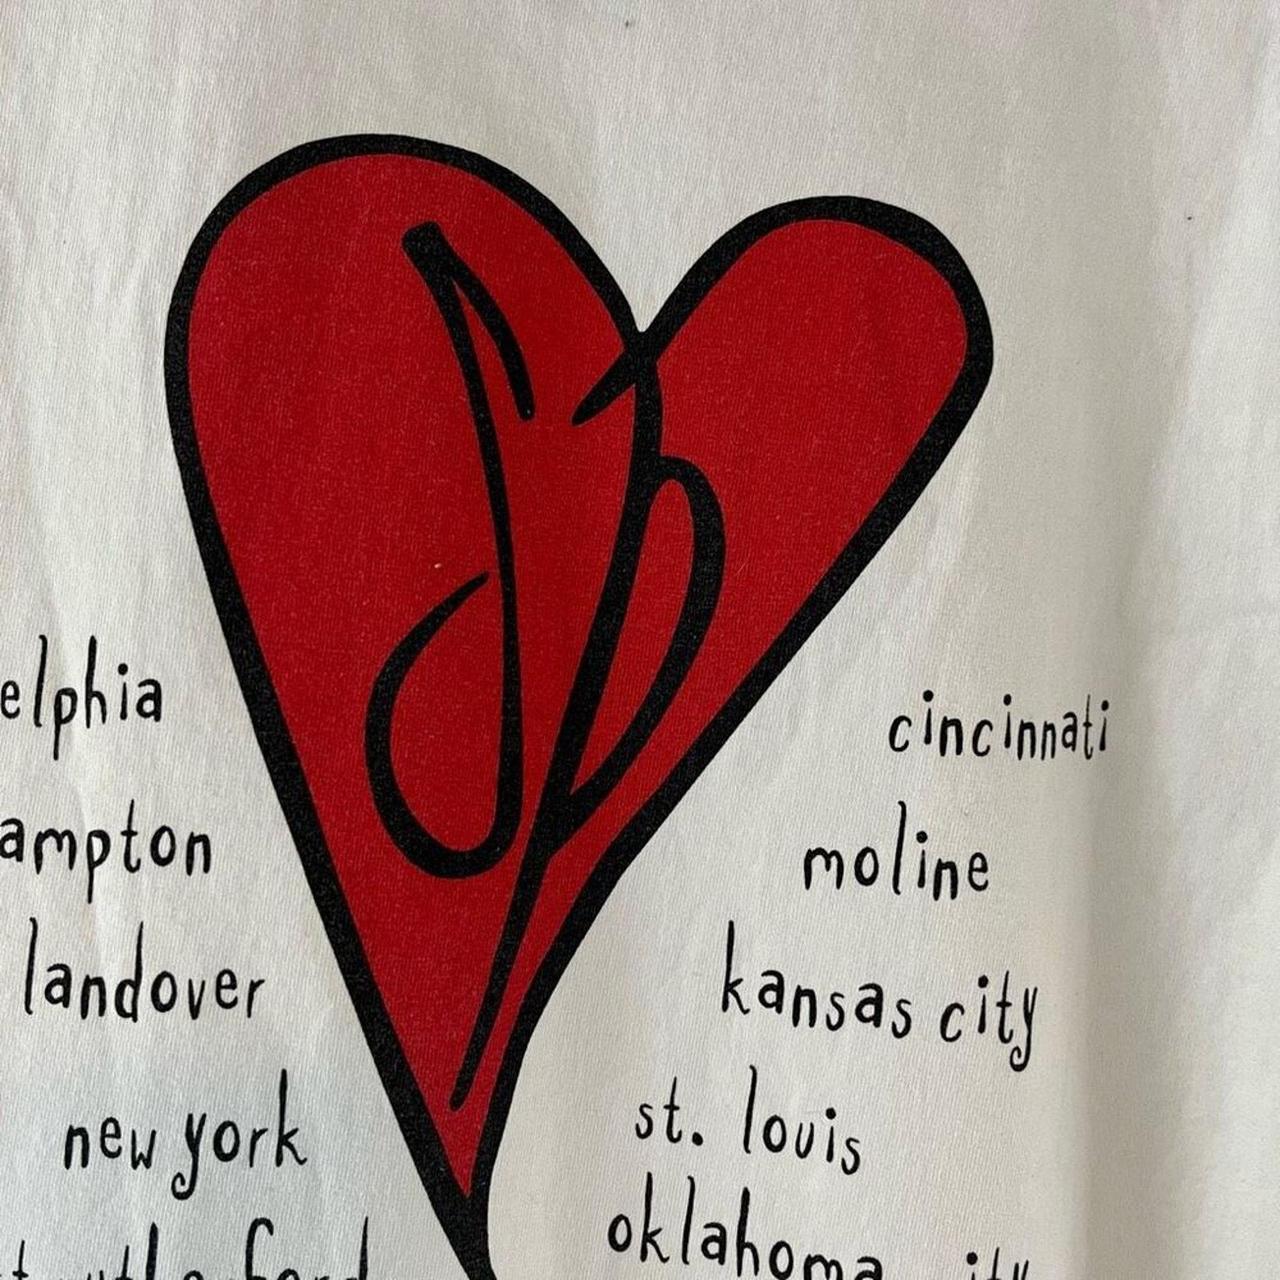 elphia
ampton
landover
new york
cincinnati
moline
kansas city
st. louis
oklahoma